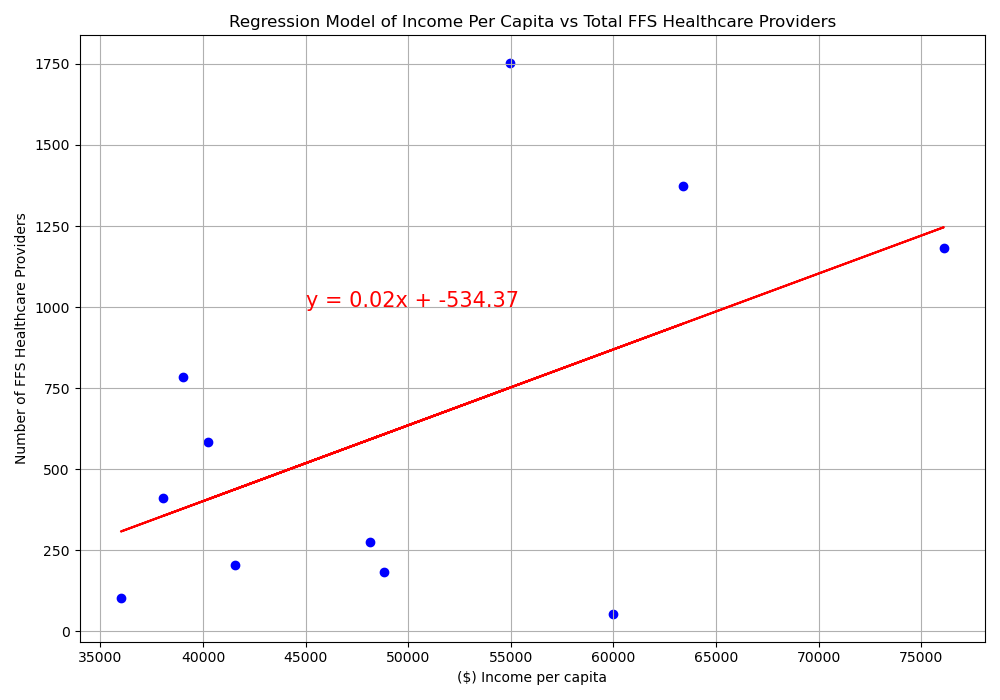 Regression Model of Income Per Capita vs Total FFS Healthcare Providers
Number of FFS Healthcare Providers
1750
1500
1250
1000
750
500
250
0
y = 0.02x + -534.37
35000 40000 45000 50000 55000 60000 65000 70000 75000
($) Income per capita